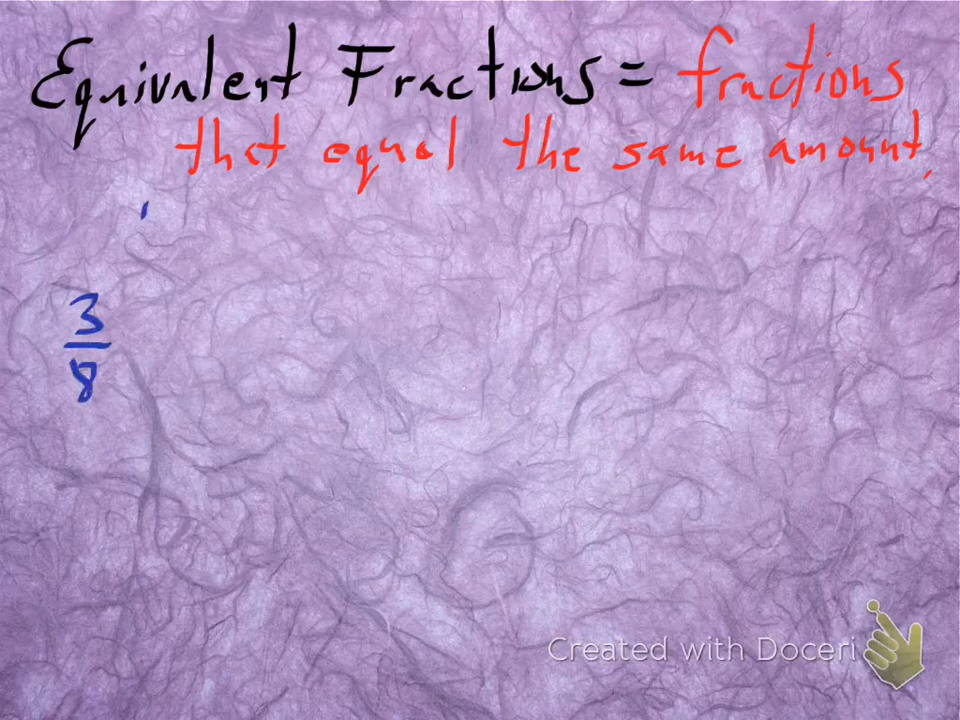 Equivalent Fractions = fractions
that equal the same amount.
3
8
Created with Doceri